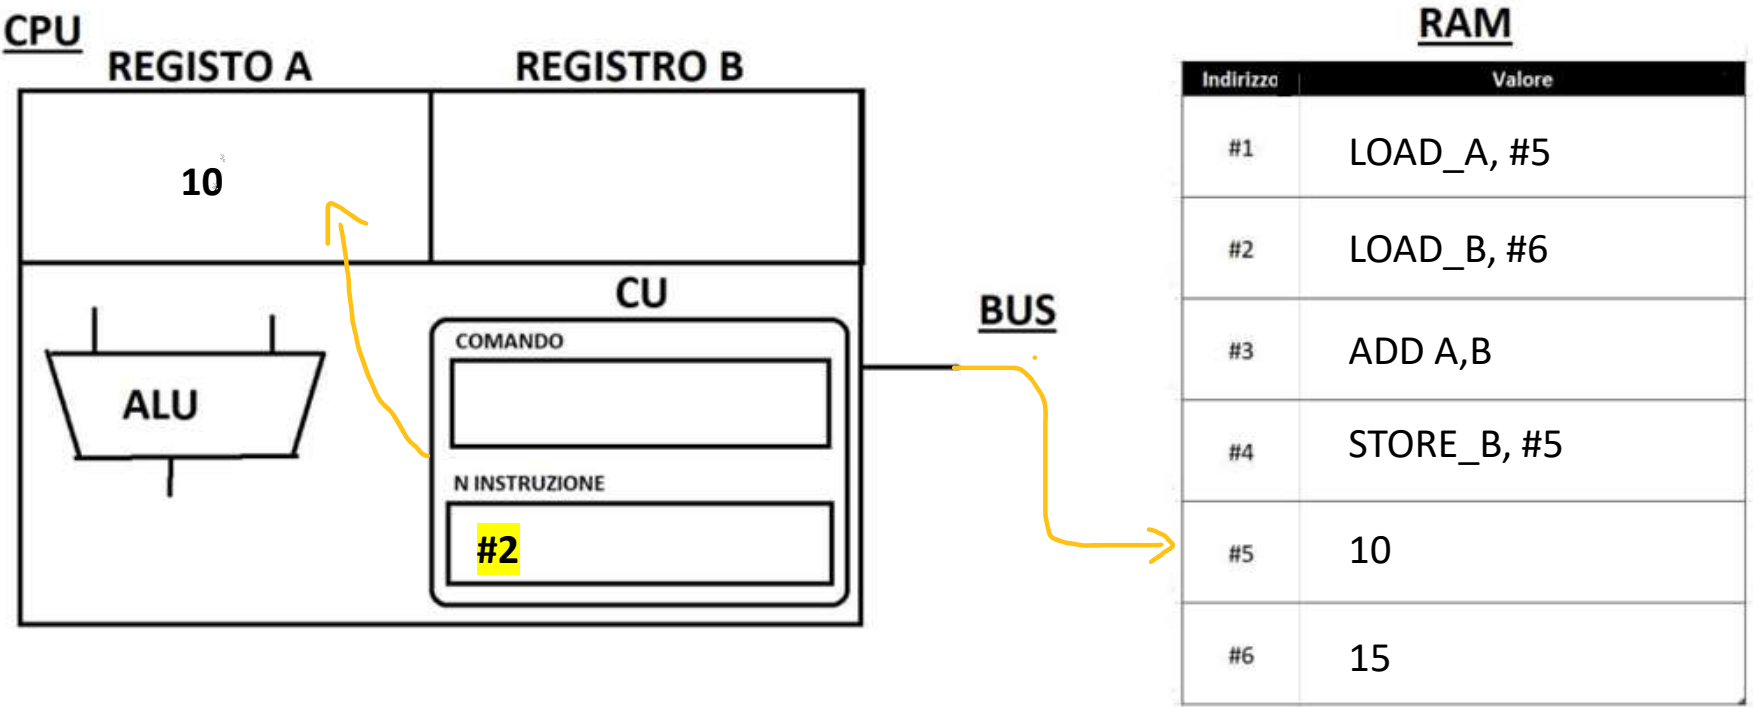 CPU
REGISTO A
REGISTRO B
10
ALU
CU
COMANDO
N INSTRUZIONE
#2
BUS
RAM
Indirizzo Valore
#1 LOAD_A, #5
#2 LOAD_B, #6
#3 ADD A,B
#4 STORE_B, #5
#5 10
#6 15